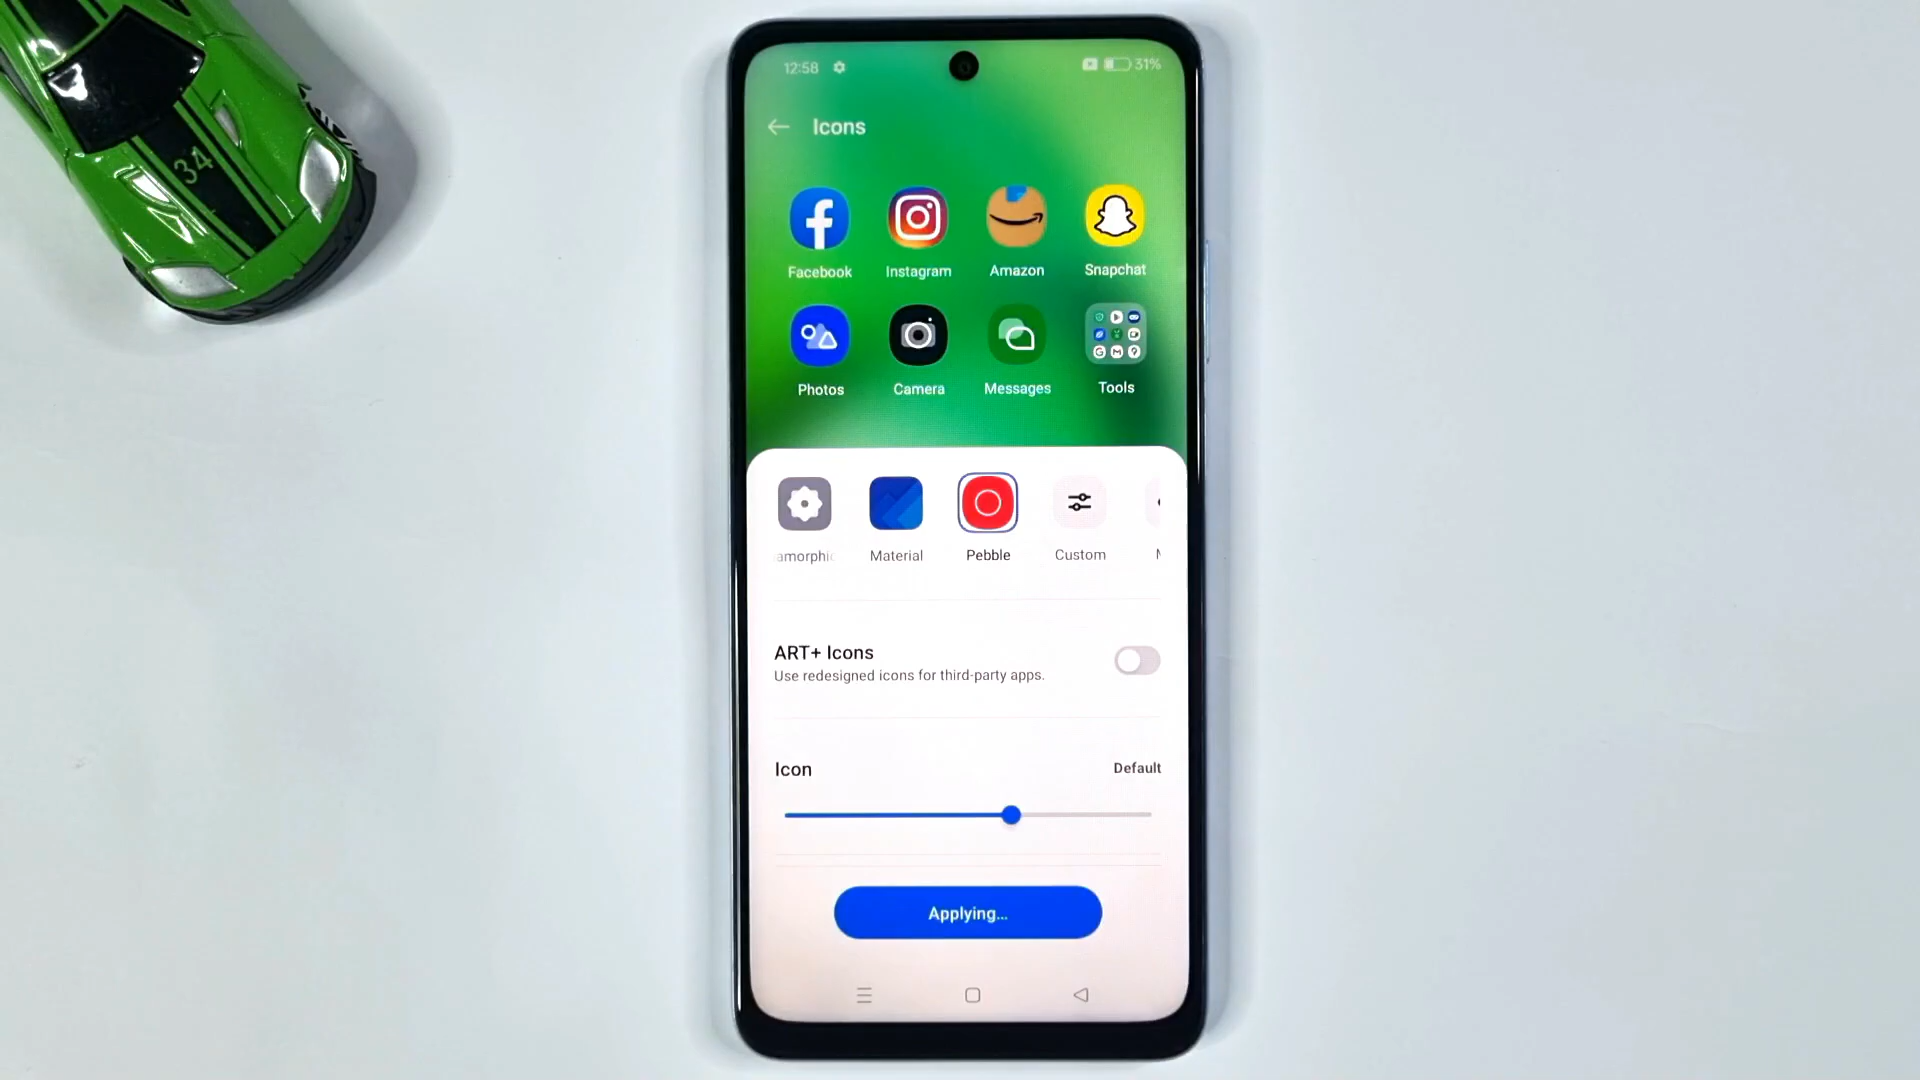 34
12:58
31%
Icons
Facebook Instagram Amazon Snapchat
Photos Camera Messages Tools
amorphic Material Pebble Custom
ART+ Icons
Use redesigned icons for third-party apps.
Icon Default
Applying...